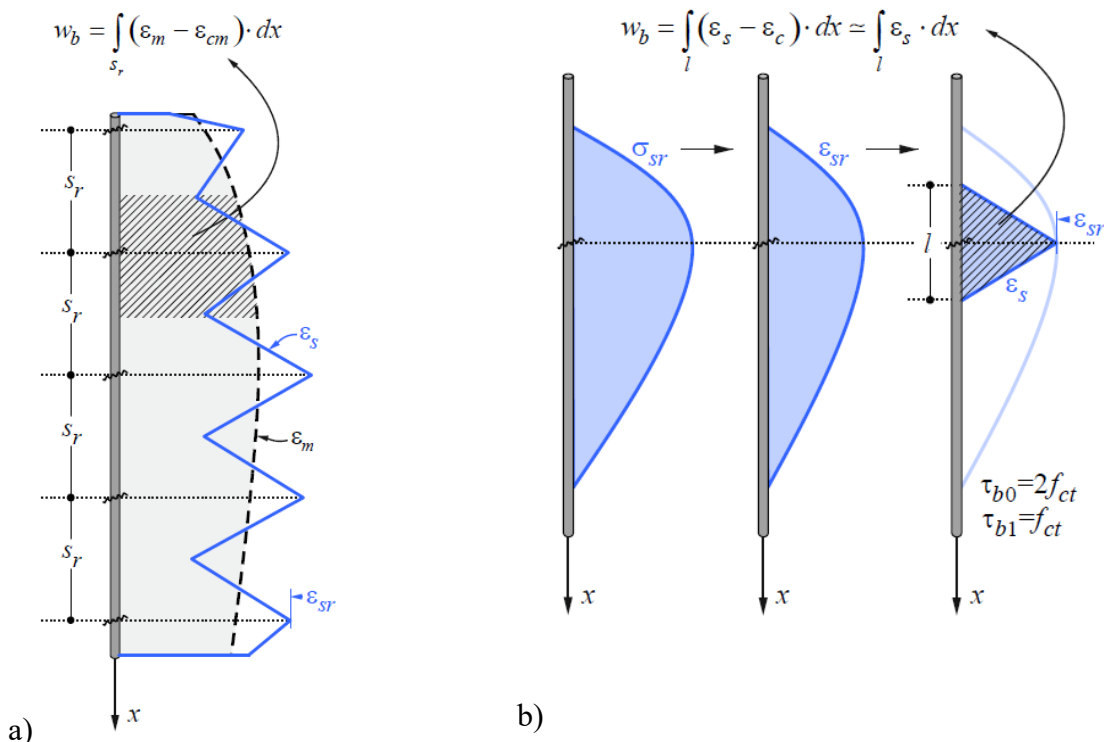 w_b = ∫_{s_r} (ε_m − ε_cm)·dx
s_r
s_r
s_r
s_r
ε_s
ε_m
ε_sr
x
a)
w_b = ∫_l (ε_s − ε_c)·dx ≃ ∫_l ε_s·dx
σ_sr
ε_sr
ε_sr
l
ε_s
τ_b0=2f_ct
τ_b1=f_ct
x
x
x
b)